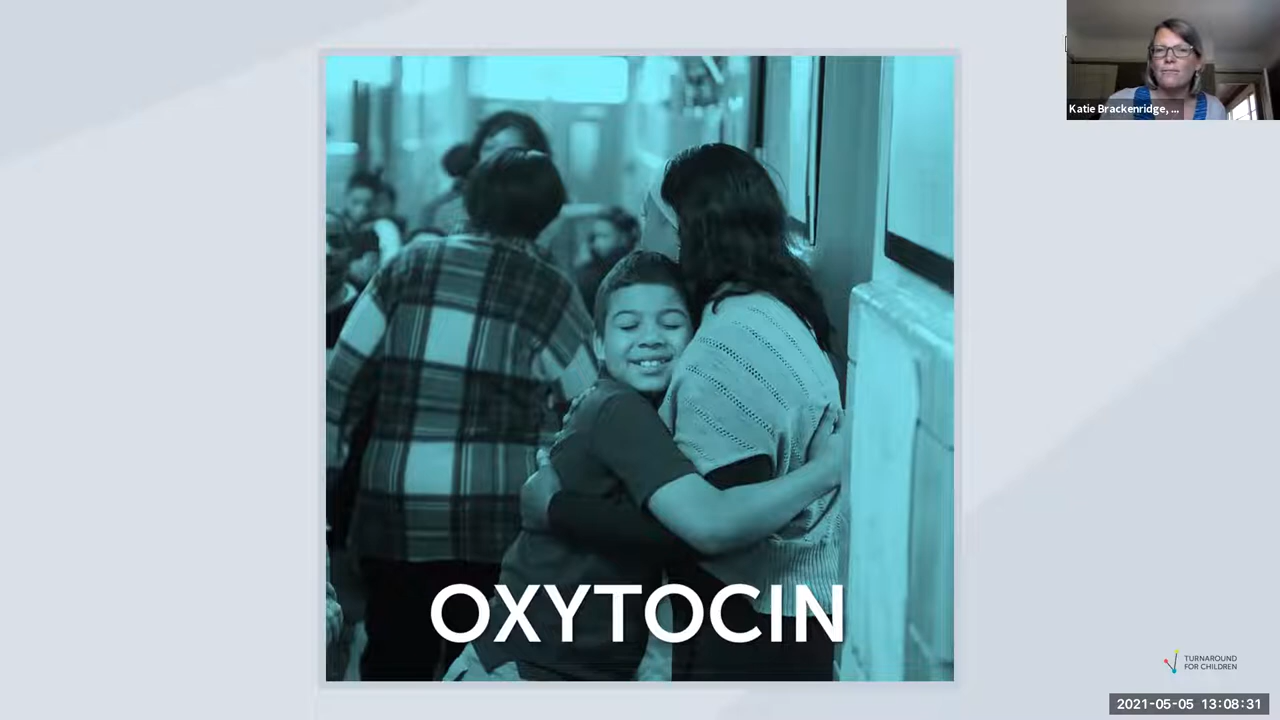 Katie Brackenridge, ...
OXYTOCIN
TURNAROUND
FOR CHILDREN
2021-05-05 13:08:31